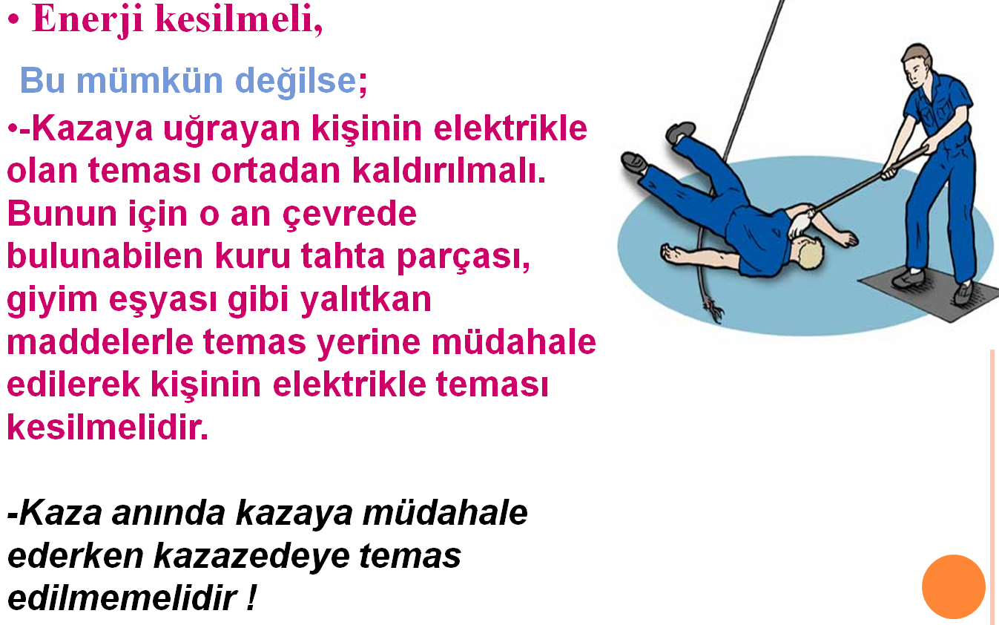 • Enerji kesilmeli,
Bu mümkün değilse;
•-Kazaya uğrayan kişinin elektrikle
olan teması ortadan kaldırılmalı.
Bunun için o an çevrede
bulunabilen kuru tahta parçası,
giyim eşyası gibi yalıtkan
maddelerle temas yerine müdahale
edilerek kişinin elektrikle teması
kesilmelidir.
-Kaza anında kazaya müdahale
ederken kazazedeye temas
edilmemelidir !